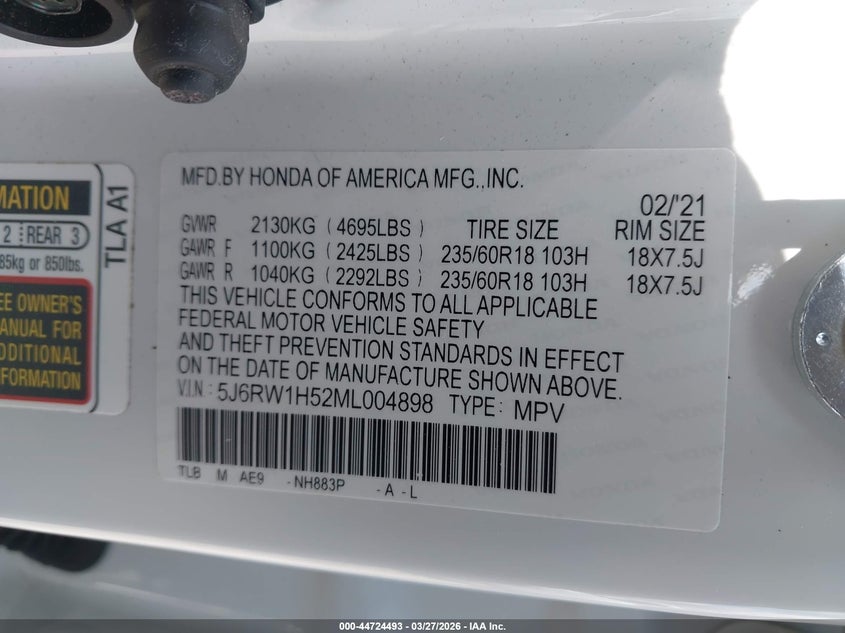 MFD.BY HONDA OF AMERICA MFG.,INC.
02/'21
GVWR 2130KG (4695LBS) TIRE SIZE RIM SIZE
GAWR F 1100KG (2425LBS) 235/60R18 103H 18X7.5J
GAWR R 1040KG (2292LBS) 235/60R18 103H 18X7.5J
THIS VEHICLE CONFORMS TO ALL APPLICABLE
FEDERAL MOTOR VEHICLE SAFETY
AND THEFT PREVENTION STANDARDS IN EFFECT
ON THE DATE OF MANUFACTURE SHOWN ABOVE.
V.I.N: 5J6RW1H52ML004898 TYPE: MPV
TLB M AE9 -NH883P -A -L
MATION
2 REAR 3
85kg or 850lbs.
EE OWNER'S
ANUAL FOR
DDITIONAL
FORMATION
TLA A1
000-44724493 - 03/27/2026 - IAA Inc.